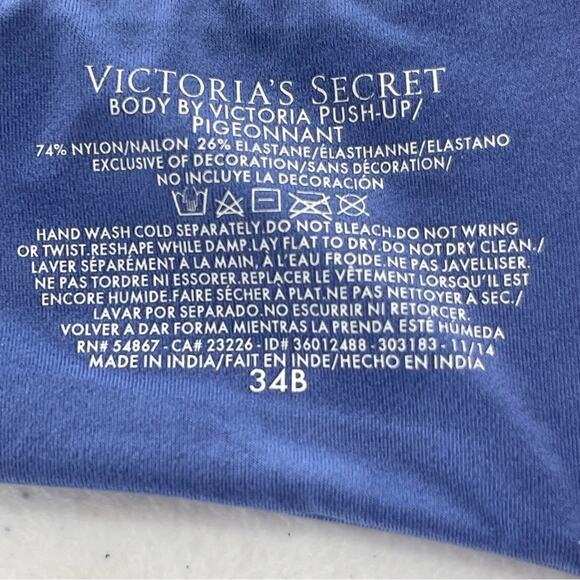 VICTORIA'S SECRET
BODY BY VICTORIA PUSH-UP/
PIGEONNANT
74% NYLON/NAILON 26% ELASTANE/ÉLASTHANNE/ELASTANO
EXCLUSIVE OF DECORATION/SANS DÉCORATION/
NO INCLUYE LA DECORACIÓN
HAND WASH COLD SEPARATELY.DO NOT BLEACH.DO NOT WRING
OR TWIST.RESHAPE WHILE DAMP.LAY FLAT TO DRY.DO NOT DRY CLEAN./
LAVER SÉPARÉMENT À LA MAIN, À L'EAU FROIDE.NE PAS JAVELLISER.
NE PAS TORDRE NI ESSORER.REPLACER LE VÊTEMENT LORSQU'IL EST
ENCORE HUMIDE.FAIRE SÉCHER À PLAT.NE PAS NETTOYER A SEC./
LAVAR POR SEPARADO.NO ESCURRIR NI RETORCER.
VOLVER A DAR FORMA MIENTRAS LA PRENDA ESTÉ HÚMEDA
RN# 54867 - CA# 23226 - ID# 36012488 - 303183 - 11/14
MADE IN INDIA/FAIT EN INDE/HECHO EN INDIA
34B